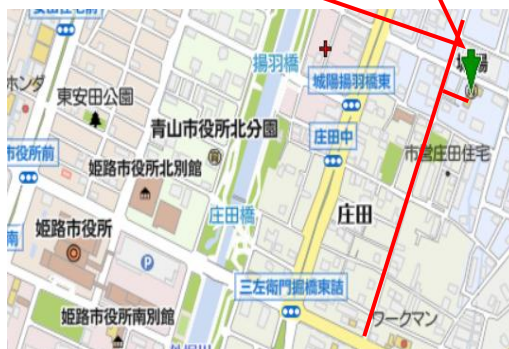 揚羽橋
城陽
ホンダ
東安田公園
城陽揚羽橋東
青山市役所北分園
庄田中
市役所前
市営庄田住宅
姫路市役所北別館
庄田橋
庄田
姫路市役所
南
三左衛門掘橋東詰
姫路市役所南別館
ワークマン